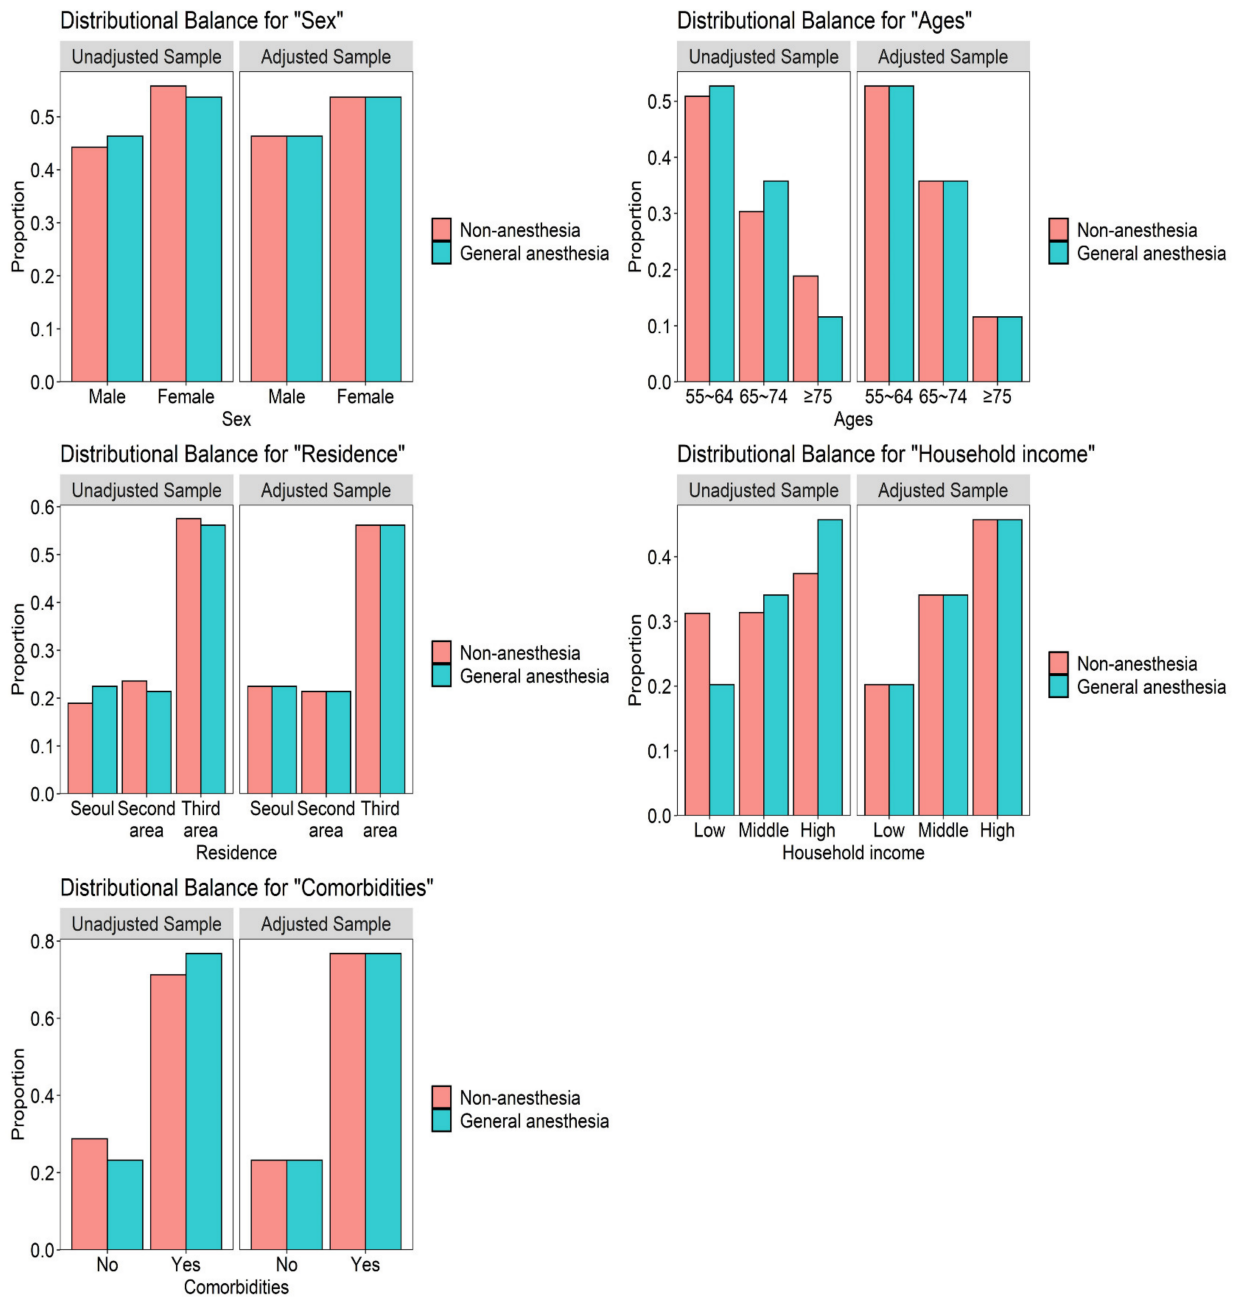 Distributional Balance for "Sex"
Unadjusted Sample
Adjusted Sample
Proportion
0.5
0.4
0.3
0.2
0.1
0.0
Male
Female
Male
Female
Sex
Non-anesthesia
General anesthesia
Distributional Balance for "Ages"
Unadjusted Sample
Adjusted Sample
Proportion
0.5
0.4
0.3
0.2
0.1
0.0
55~64
65~74
≥75
55~64
65~74
≥75
Ages
Non-anesthesia
General anesthesia
Distributional Balance for "Residence"
Unadjusted Sample
Adjusted Sample
Proportion
0.6
0.5
0.4
0.3
0.2
0.1
0.0
Seoul
Second
area
Third
area
Seoul
Second
area
Third
area
Residence
Non-anesthesia
General anesthesia
Distributional Balance for "Household income"
Unadjusted Sample
Adjusted Sample
Proportion
0.4
0.3
0.2
0.1
0.0
Low
Middle
High
Low
Middle
High
Household income
Non-anesthesia
General anesthesia
Distributional Balance for "Comorbidities"
Unadjusted Sample
Adjusted Sample
Proportion
0.8
0.6
0.4
0.2
0.0
No
Yes
No
Yes
Comorbidities
Non-anesthesia
General anesthesia